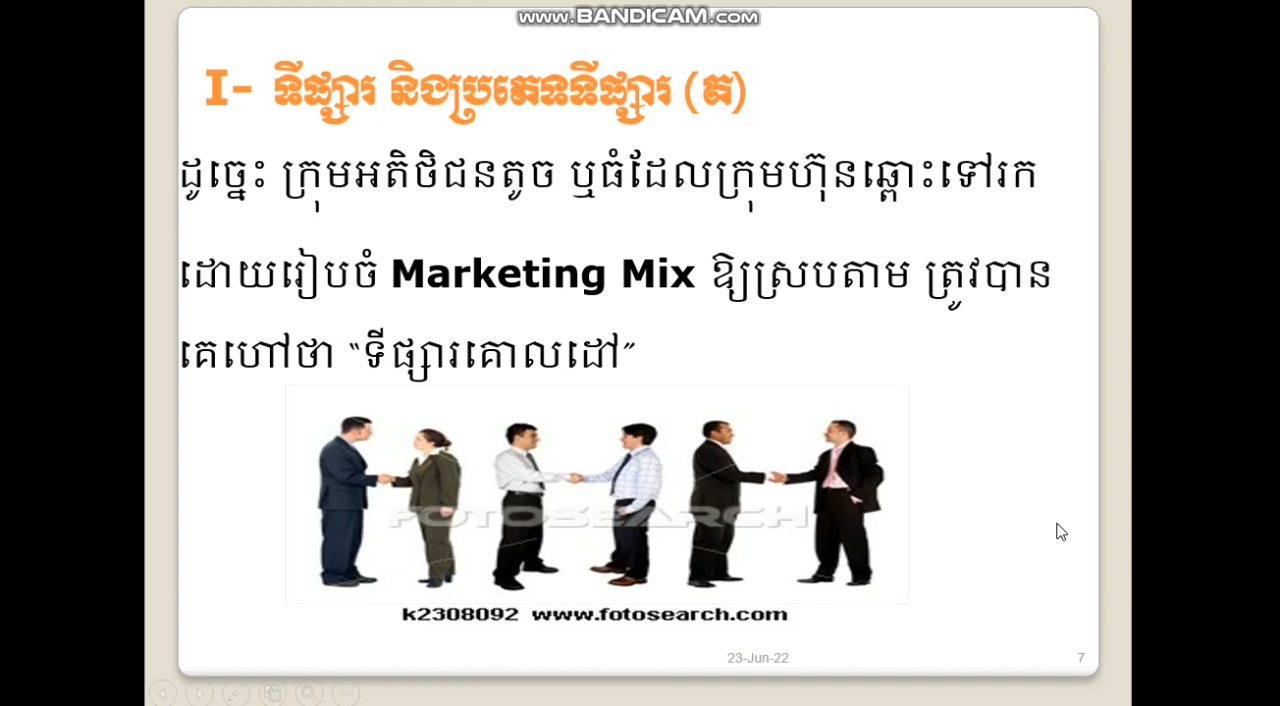 www.BANDICAM.com
I- ទីផ្សារ និងប្រភេទទីផ្សារ (ត)
ដូច្នេះ ក្រុមអតិថិជនតូច ឬធំដែលក្រុមហ៊ុនឆ្ពោះទៅរក
ដោយរៀបចំ Marketing Mix ឱ្យស្របតាម ត្រូវបាន
គេហៅថា “ទីផ្សារគោលដៅ”
FOTOSEARCH
k2308092 www.fotosearch.com
23-Jun-22 7